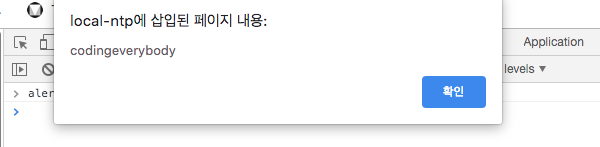 local-ntp에 삽입된 페이지 내용:
codingeverybody
Application
levels ▼
확인
> aler
>